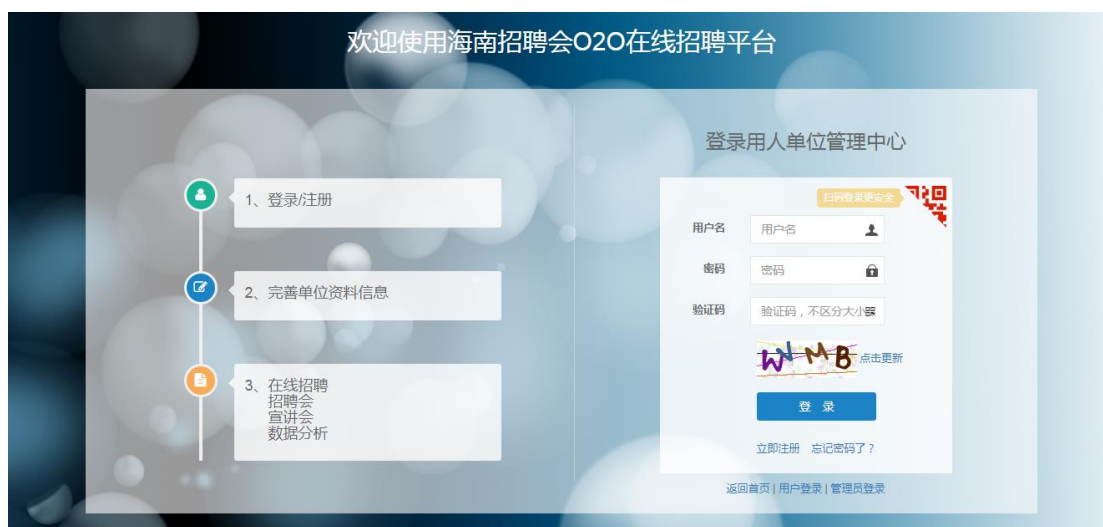 欢迎使用海南招聘会O2O在线招聘平台
1、登录/注册
2、完善单位资料信息
3、在线招聘
招聘会
宣讲会
数据分析
登录用人单位管理中心
扫码登录更安全
用户名 用户名
密码 密码
验证码 验证码，不区分大小
WNMB 点击更新
登 录
立即注册 忘记密码了？
返回首页 | 用户登录 | 管理员登录